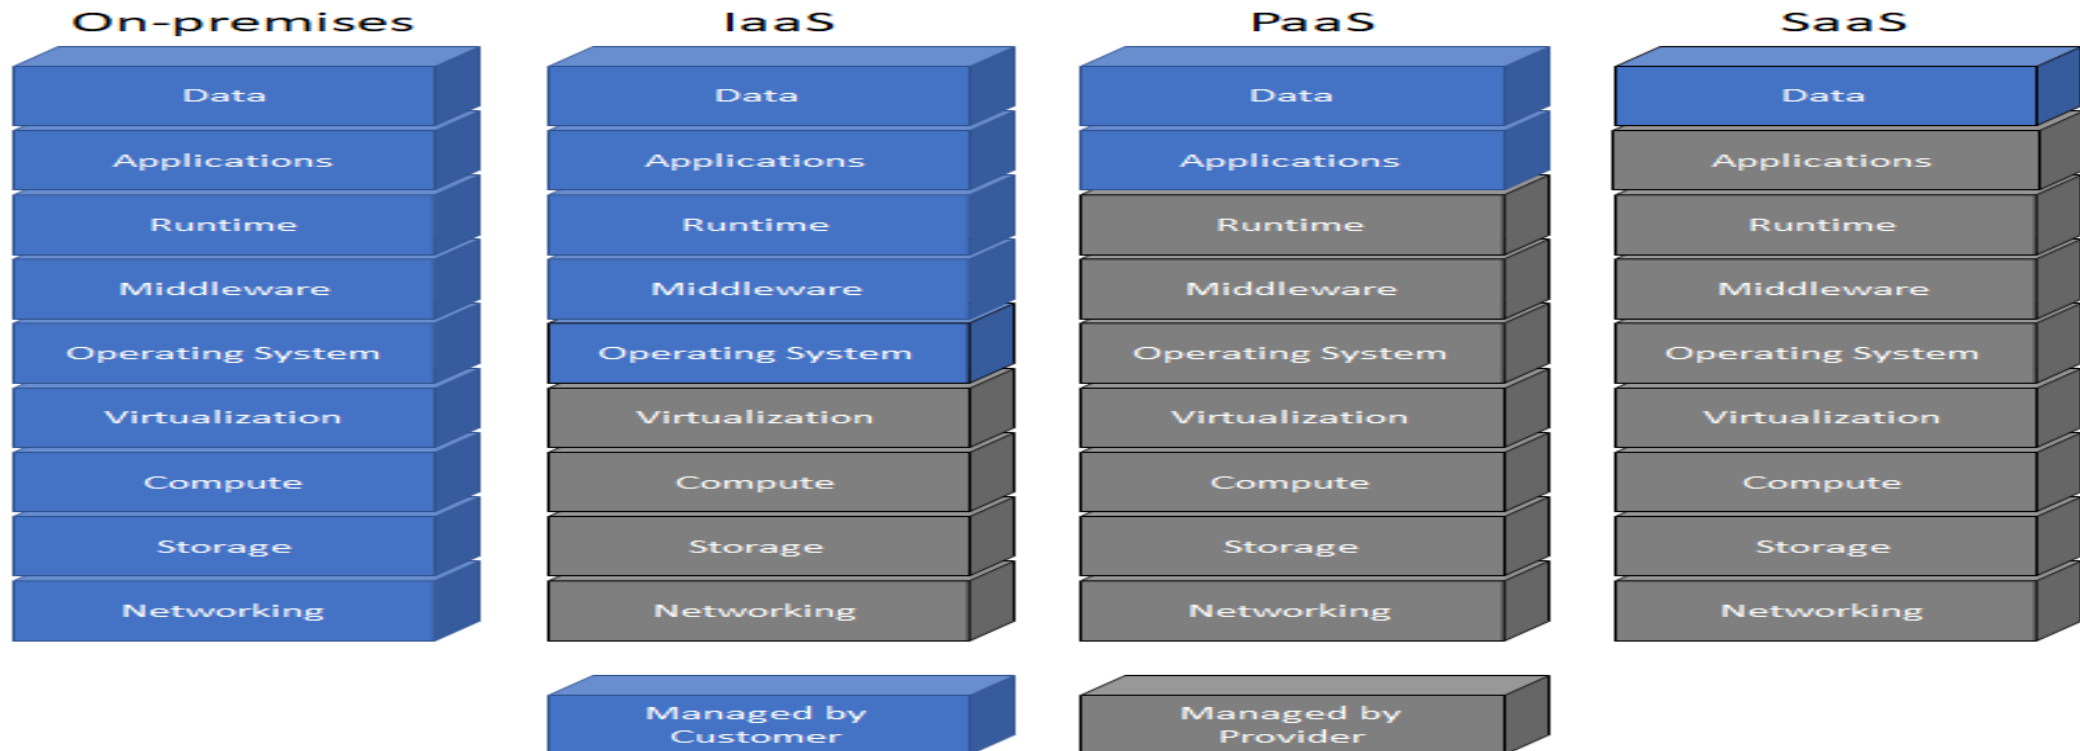 On-premises
IaaS
PaaS
SaaS
Data
Data
Data
Data
Applications
Applications
Applications
Applications
Runtime
Runtime
Runtime
Runtime
Middleware
Middleware
Middleware
Middleware
Operating System
Operating System
Operating System
Operating System
Virtualization
Virtualization
Virtualization
Virtualization
Compute
Compute
Compute
Compute
Storage
Storage
Storage
Storage
Networking
Networking
Networking
Networking
Managed by
Customer
Managed by
Provider